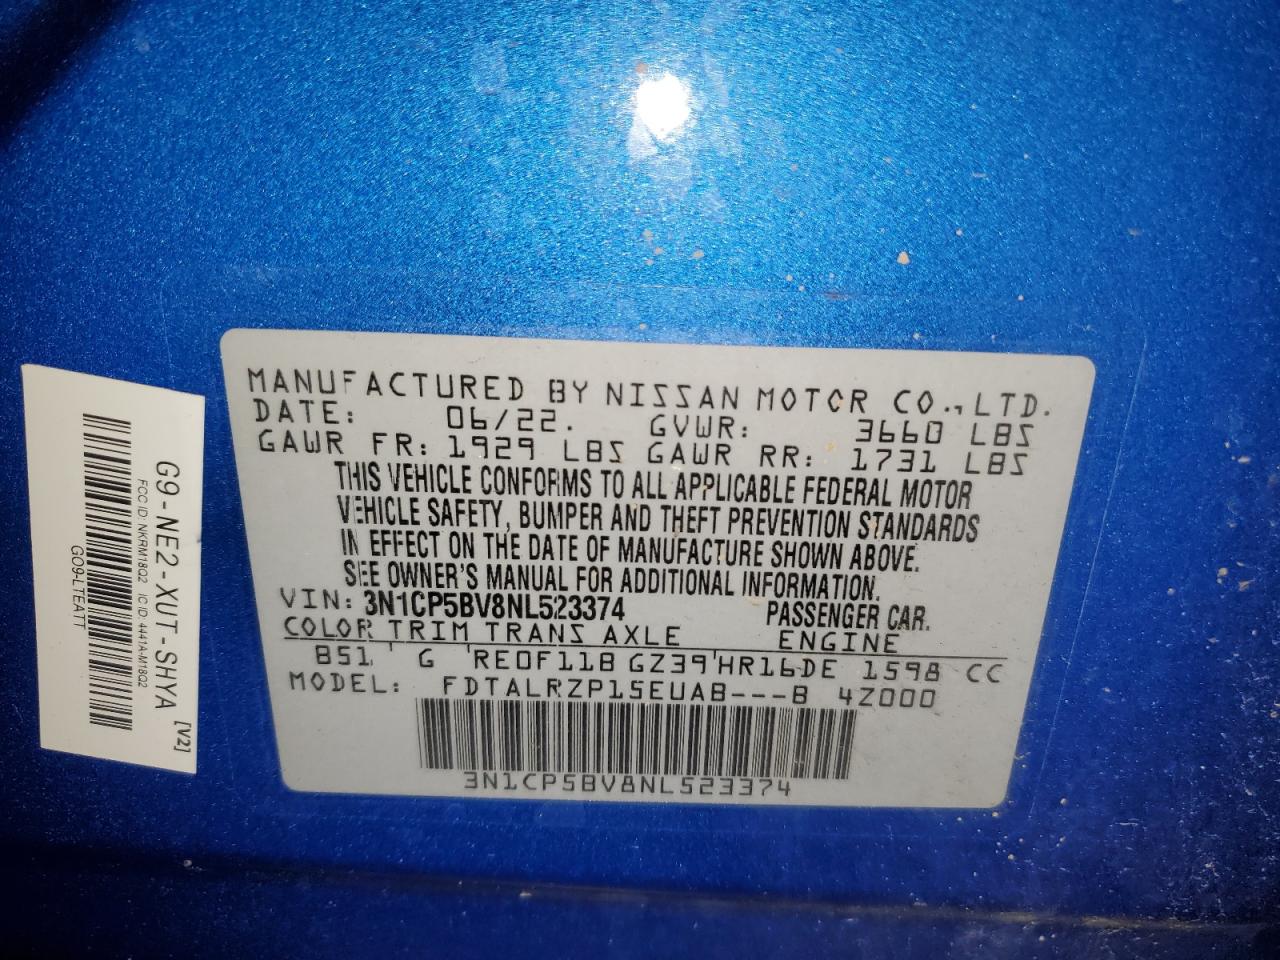 MANUFACTURED BY NISSAN MOTOR CO., LTD.
DATE: 06/22. GVWR: 3660 LBS
GAWR FR: 1929 LBS GAWR RR: 1731 LBS
THIS VEHICLE CONFORMS TO ALL APPLICABLE FEDERAL MOTOR
VEHICLE SAFETY, BUMPER AND THEFT PREVENTION STANDARDS
IN EFFECT ON THE DATE OF MANUFACTURE SHOWN ABOVE.
SEE OWNER'S MANUAL FOR ADDITIONAL INFORMATION.
VIN: 3N1CP5BV8NL523374 PASSENGER CAR.
COLOR TRIM TRANS AXLE ENGINE
B51 G RE0F11B GZ39 HR16DE 1598 CC
MODEL: FDTALRZP15EUAB---B 4Z000
3N1CP5BV8NL523374
G9-NE2-XUT-SHYA [V2]
FCC ID: NKRM18Q2 IC ID: 4441A-M18Q2
GO9-LTEATT